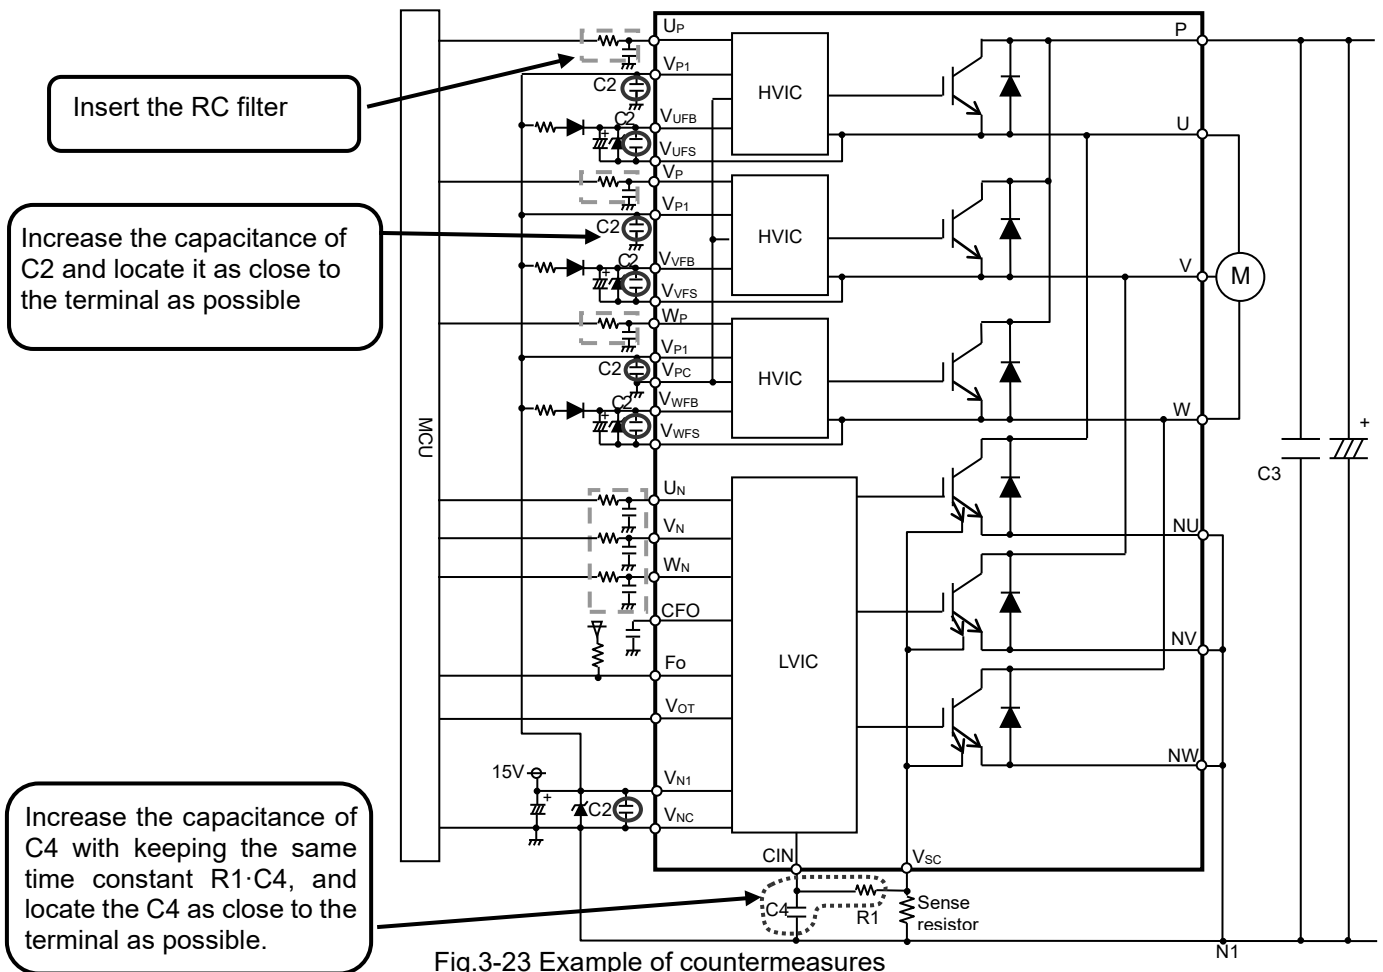 Insert the RC filter
Increase the capacitance of
C2 and locate it as close to
the terminal as possible
Increase the capacitance of
C4 with keeping the same
time constant R1·C4, and
locate the C4 as close to the
terminal as possible.
MCU
UP
VP1
C2
HVIC
P
C2
VUFB
VUFS
U
VP
VP1
C2
HVIC
C2
VVFB
VVFS
V
M
WP
VP1
C2
VPC
HVIC
C2
VWFB
VWFS
W
+
+
+
+
C3
UN
VN
WN
CFO
Fo
VOT
LVIC
NU
NV
NW
15V
+
VN1
C2
VNC
CIN
VSC
C4
R1
Sense
resistor
N1
Fig.3-23 Example of countermeasures